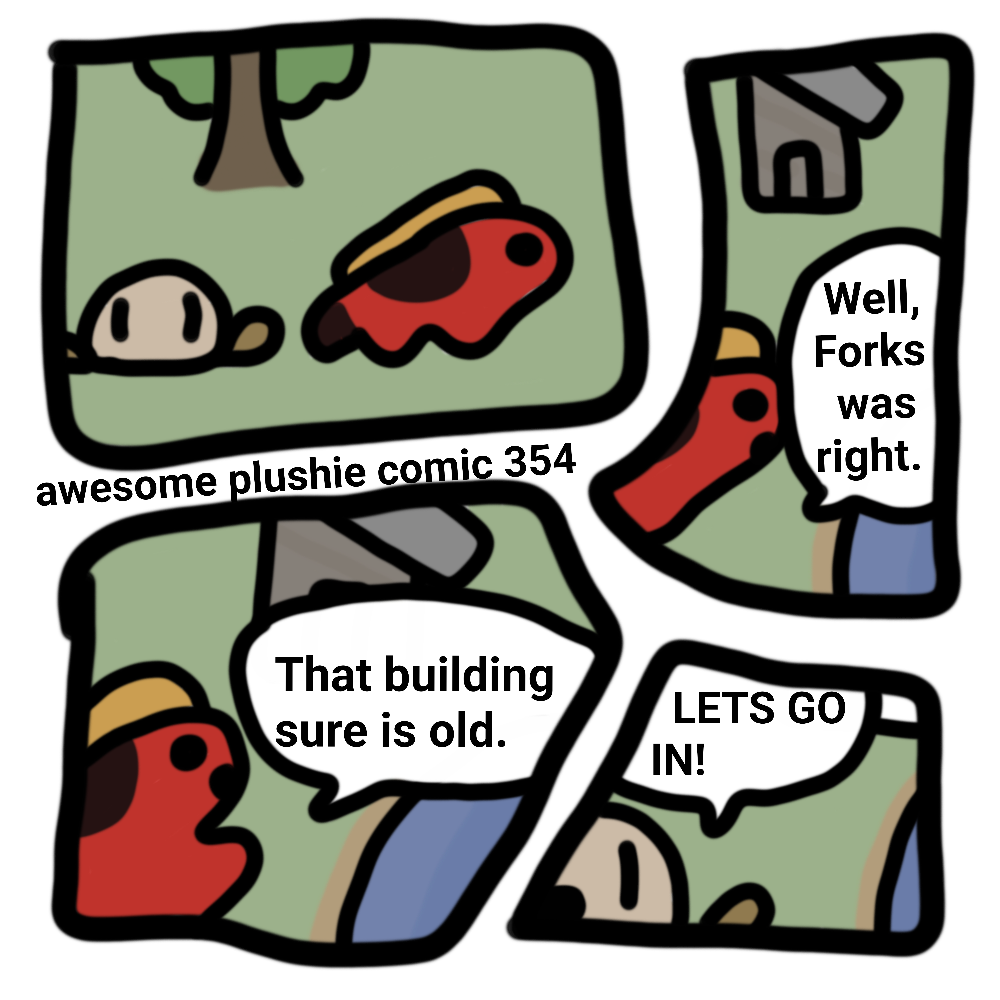 Well,
Forks
was
right.
awesome plushie comic 354
That building
sure is old.
LETS GO
IN!